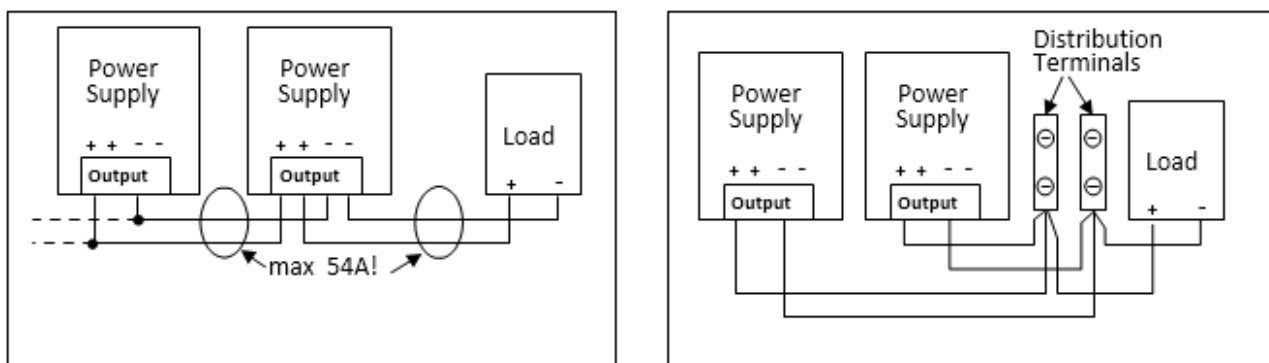 Power
Supply
+ + - -
Output
Power
Supply
+ + - -
Output
Load
+ -
max 54A!
Distribution
Terminals
Power
Supply
+ + - -
Output
Power
Supply
+ + - -
Output
Load
+ -